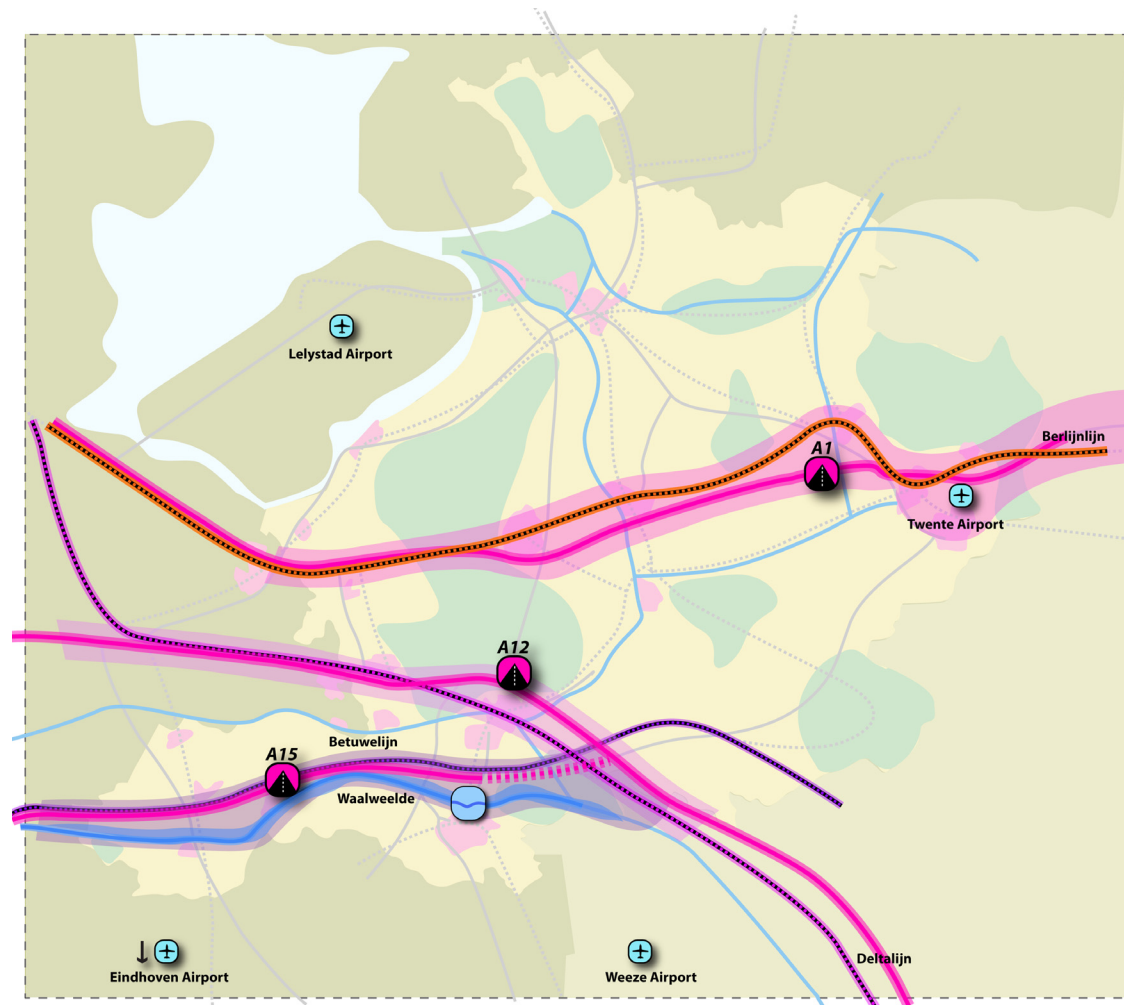 Lelystad Airport
A1
Berlijnlijn
Twente Airport
A12
Betuwelijn
A15
Waalweelde
Deltalijn
Eindhoven Airport
Weeze Airport